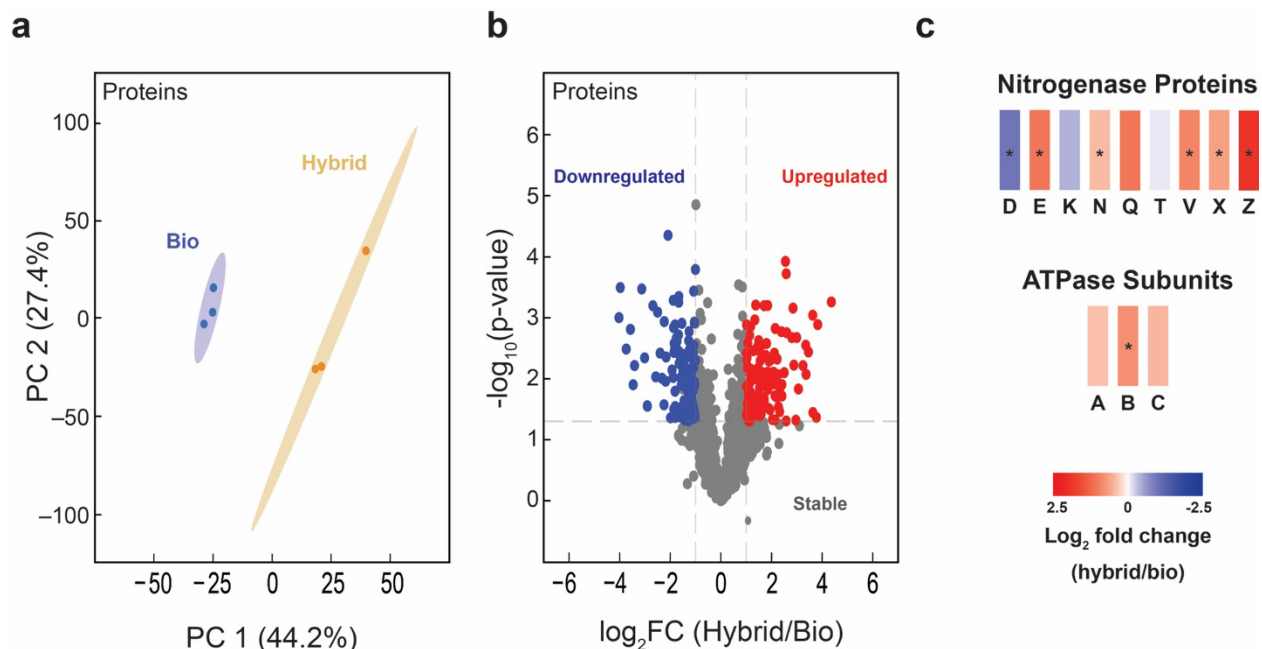 a
Proteins
Hybrid
Bio
100
50
0
−50
−100
PC 2 (27.4%)
−50
−25
0
25
50
PC 1 (44.2%)
b
Proteins
Downregulated
Upregulated
Stable
6
5
4
3
2
1
0
-log₁₀(p-value)
−6
−4
−2
0
2
4
6
log₂FC (Hybrid/Bio)
c
Nitrogenase Proteins
* * * * * *
D E K N Q T V X Z
ATPase Subunits
*
A B C
2.5 0 -2.5
Log₂ fold change
(hybrid/bio)